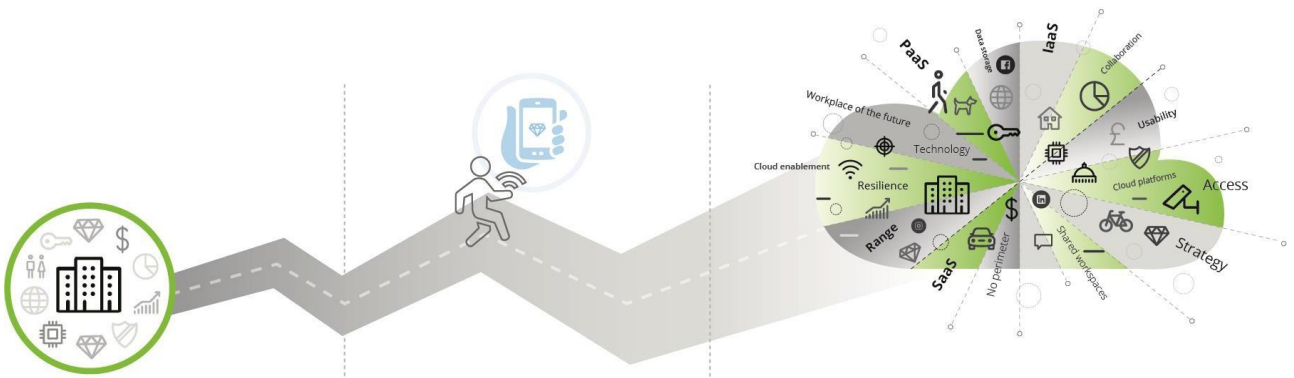 PaaS
Data storage
IaaS
Collaboration
Workplace of the future
Usability
Technology
Cloud enablement
Resilience
Cloud platforms
Access
Range
SaaS
No perimeter
Shared workspaces
Strategy
$
$
£